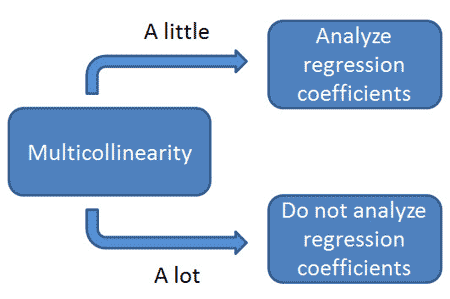 A little
Analyze
regression
coefficients
Multicollinearity
Do not analyze
regression
coefficients
A lot